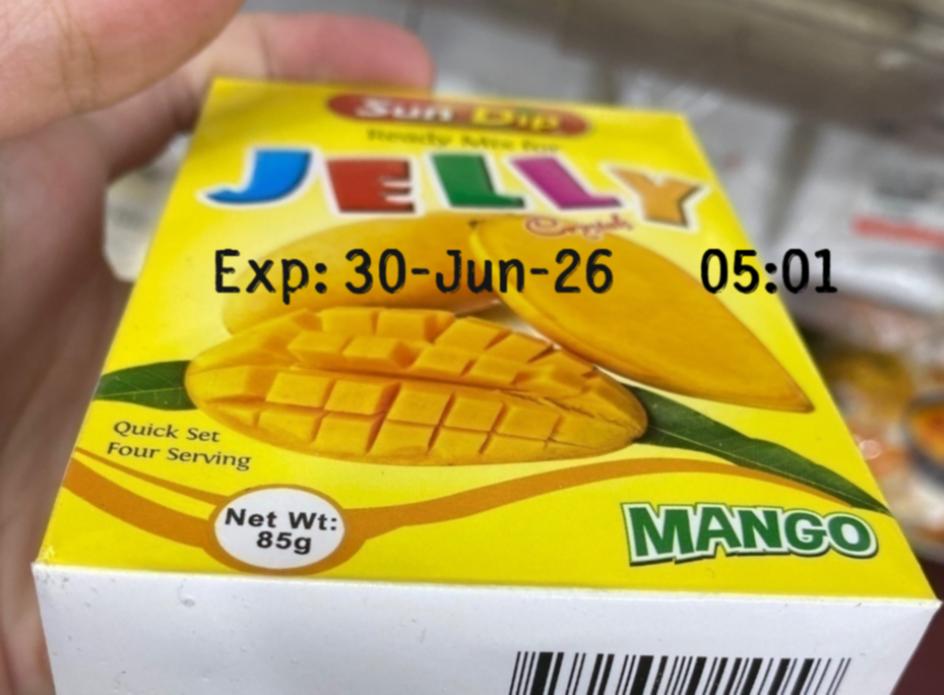 Sun Dip
Ready Mix for
JELLY
Crystal
Exp: 30-Jun-26 05:01
Quick Set
Four Serving
Net Wt:
85g
MANGO